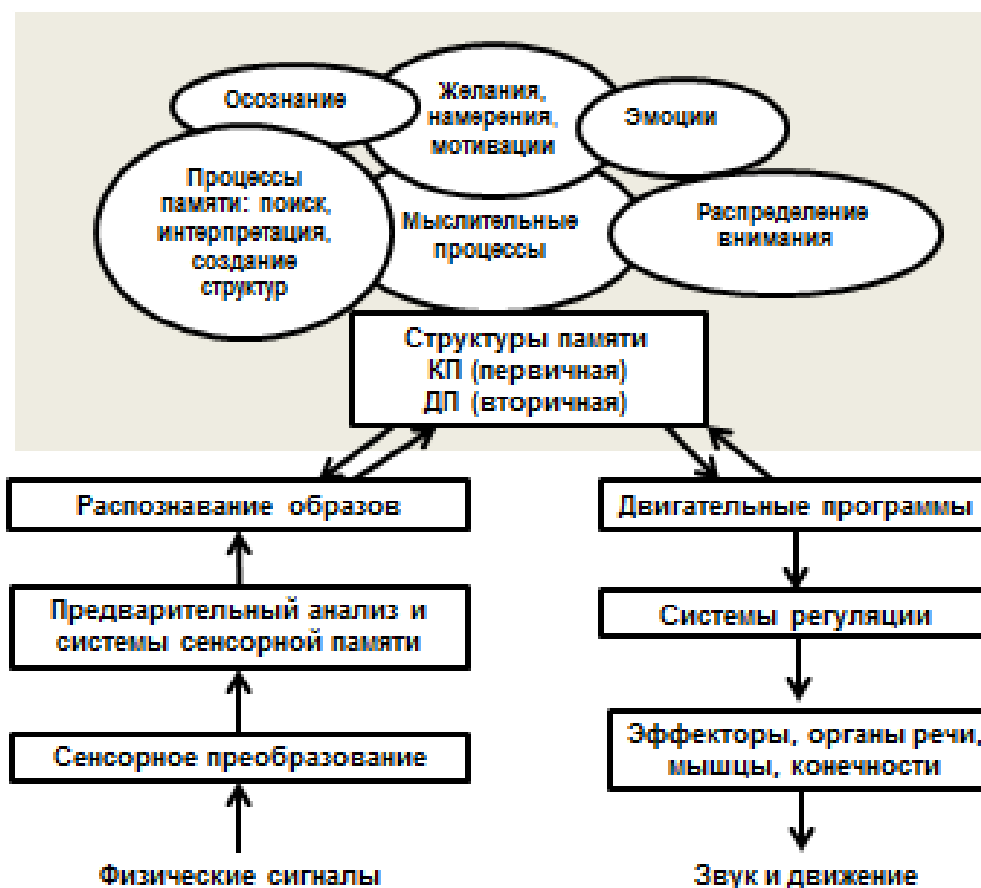 Осознание
Желания,
намерения,
мотивации
Эмоции
Процессы
памяти: поиск,
интерпретация,
создание
структур
Мыслительные
процессы
Распределение
внимания
Структуры памяти
КП (первичная)
ДП (вторичная)
Распознавание образов
Двигательные программы
Предварительный анализ и
системы сенсорной памяти
Системы регуляции
Сенсорное преобразование
Эффекторы, органы речи,
мышцы, конечности
Физические сигналы
Звук и движение